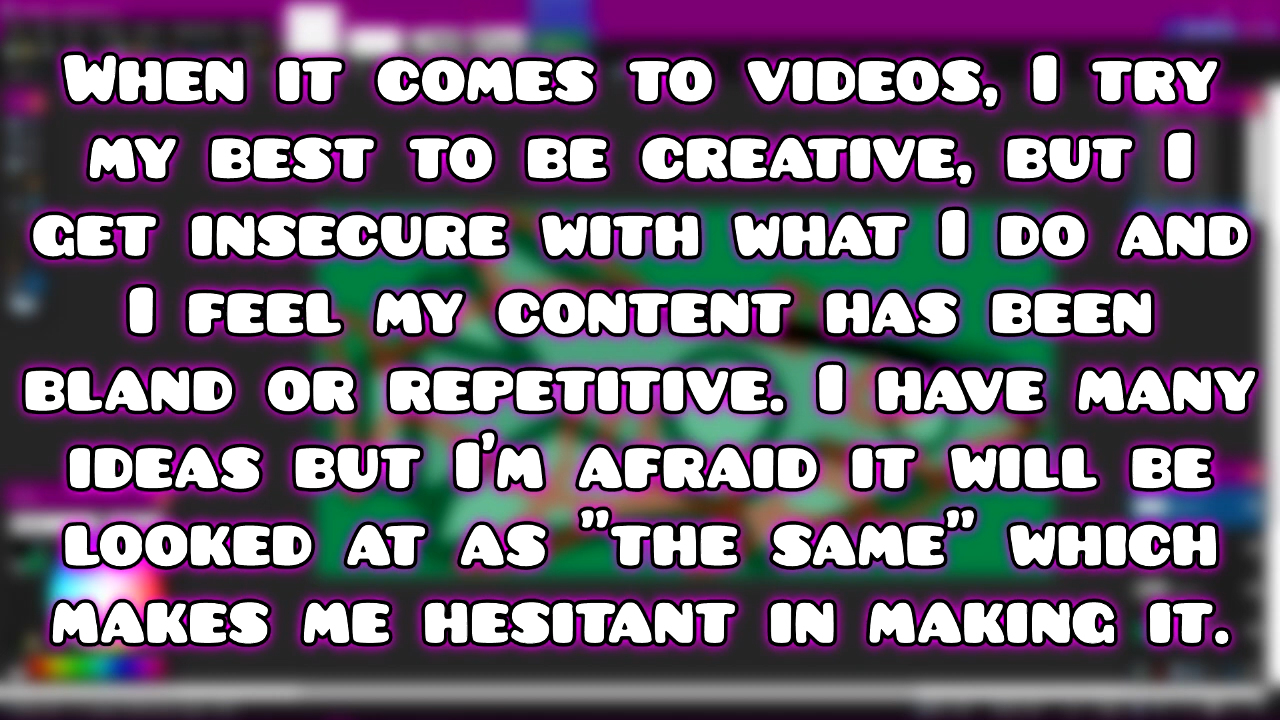 When it comes to videos, I try
my best to be creative, but I
get insecure with what I do and
I feel my content has been
bland or repetitive. I have many
ideas but I'm afraid it will be
looked at as "the same" which
makes me hesitant in making it.